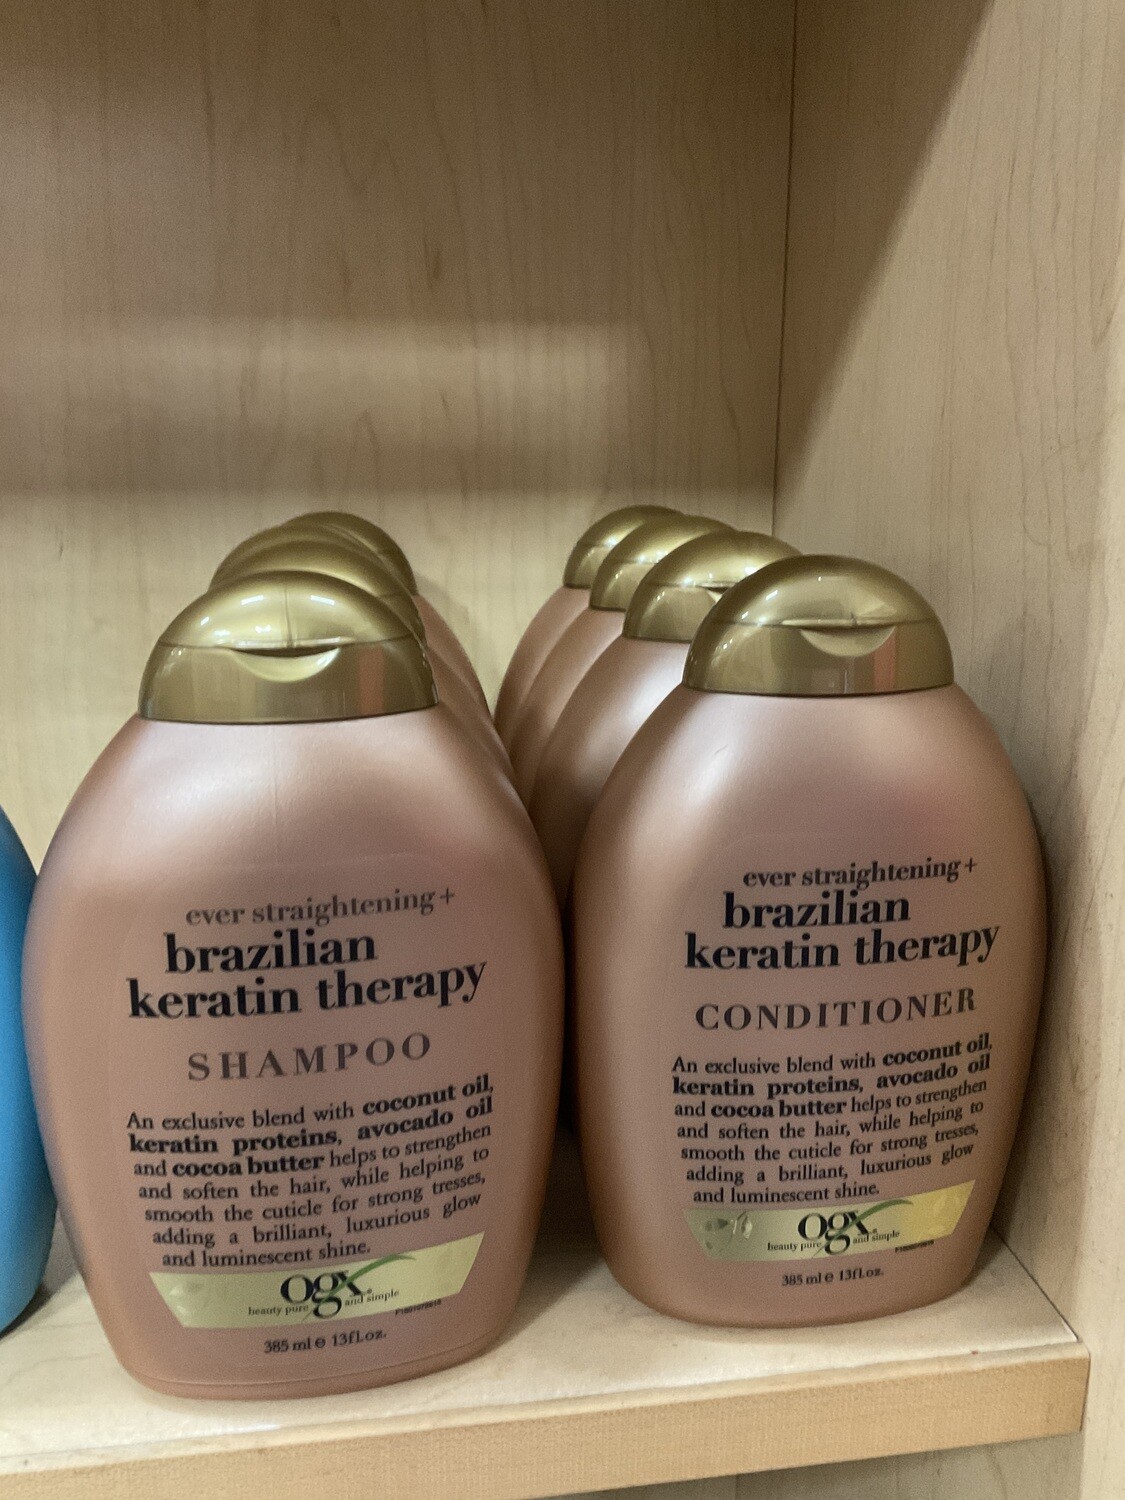 ever straightening+
brazilian
keratin therapy
SHAMPOO
An exclusive blend with coconut oil,
keratin proteins, avocado oil
and cocoa butter helps to strengthen
and soften the hair, while helping to
smooth the cuticle for strong tresses,
adding a brilliant, luxurious glow
and luminescent shine.
ogx®
beauty pure and simple
385 ml e 13fl.oz.
ever straightening+
brazilian
keratin therapy
CONDITIONER
An exclusive blend with coconut oil,
keratin proteins, avocado oil
and cocoa butter helps to strengthen
and soften the hair, while helping to
smooth the cuticle for strong tresses,
adding a brilliant, luxurious glow
and luminescent shine.
ogx®
beauty pure and simple
385 ml e 13fl.oz.